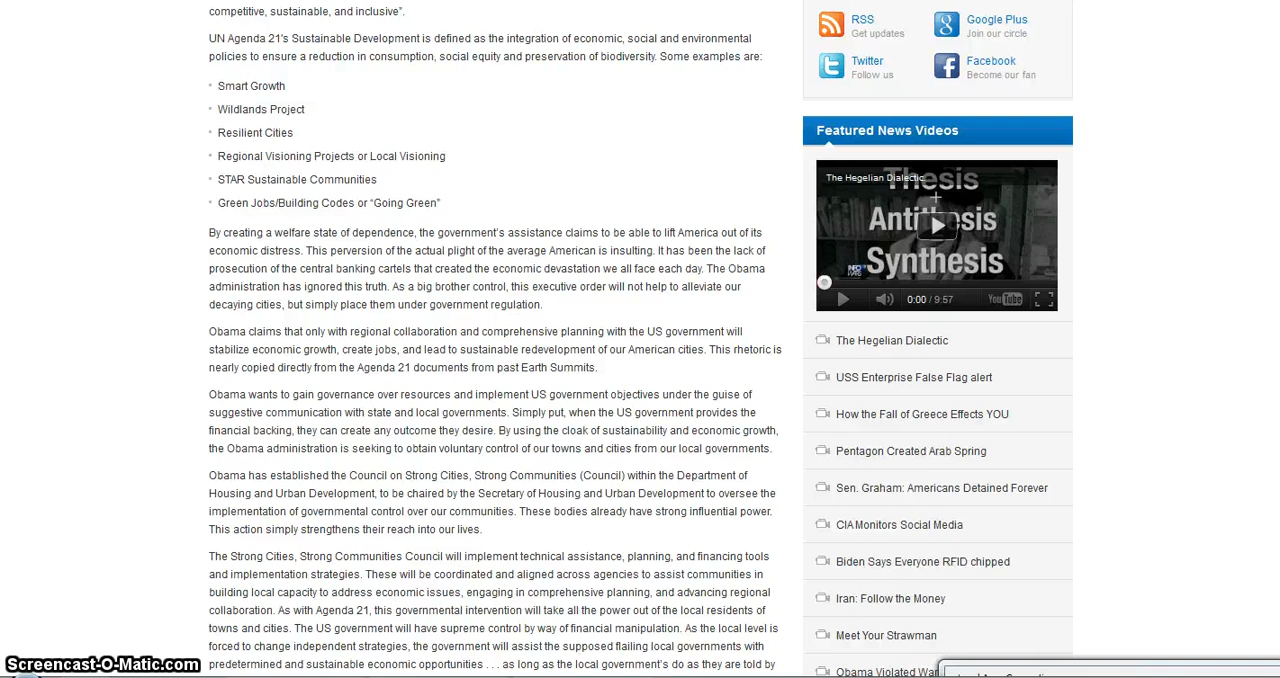 competitive, sustainable, and inclusive”.
UN Agenda 21's Sustainable Development is defined as the integration of economic, social and environmental
policies to ensure a reduction in consumption, social equity and preservation of biodiversity. Some examples are:
Smart Growth
Wildlands Project
Resilient Cities
Regional Visioning Projects or Local Visioning
STAR Sustainable Communities
Green Jobs/Building Codes or “Going Green”
By creating a welfare state of dependence, the government’s assistance claims to be able to lift America out of its
economic distress. This perversion of the actual plight of the average American is insulting. It has been the lack of
prosecution of the central banking cartels that created the economic devastation we all face each day. The Obama
administration has ignored this truth. As a big brother control, this executive order will not help to alleviate our
decaying cities, but simply place them under government regulation.
Obama claims that only with regional collaboration and comprehensive planning with the US government will
stabilize economic growth, create jobs, and lead to sustainable redevelopment of our American cities. This rhetoric is
nearly copied directly from the Agenda 21 documents from past Earth Summits.
Obama wants to gain governance over resources and implement US government objectives under the guise of
suggestive communication with state and local governments. Simply put, when the US government provides the
financial backing, they can create any outcome they desire. By using the cloak of sustainability and economic growth,
the Obama administration is seeking to obtain voluntary control of our towns and cities from our local governments.
Obama has established the Council on Strong Cities, Strong Communities (Council) within the Department of
Housing and Urban Development, to be chaired by the Secretary of Housing and Urban Development to oversee the
implementation of governmental control over our communities. These bodies already have strong influential power.
This action simply strengthens their reach into our lives.
The Strong Cities, Strong Communities Council will implement technical assistance, planning, and financing tools
and implementation strategies. These will be coordinated and aligned across agencies to assist communities in
building local capacity to address economic issues, engaging in comprehensive planning, and advancing regional
collaboration. As with Agenda 21, this governmental intervention will take all the power out of the local residents of
towns and cities. The US government will have supreme control by way of financial manipulation. As the local level is
forced to change independent strategies, the government will assist the supposed flailing local governments with
predetermined and sustainable economic opportunities . . . as long as the local government’s do as they are told by
RSS
Get updates
Google Plus
Join our circle
Twitter
Follow us
Facebook
Become our fan
Featured News Videos
The Hegelian Dialectic...
Thesis
Antithesis
Synthesis
INFO WARS
0:00 / 9:57
YouTube
The Hegelian Dialectic
USS Enterprise False Flag alert
How the Fall of Greece Effects YOU
Pentagon Created Arab Spring
Sen. Graham: Americans Detained Forever
CIA Monitors Social Media
Biden Says Everyone RFID chipped
Iran: Follow the Money
Meet Your Strawman
Obama Violated War
Screencast-O-Matic.com